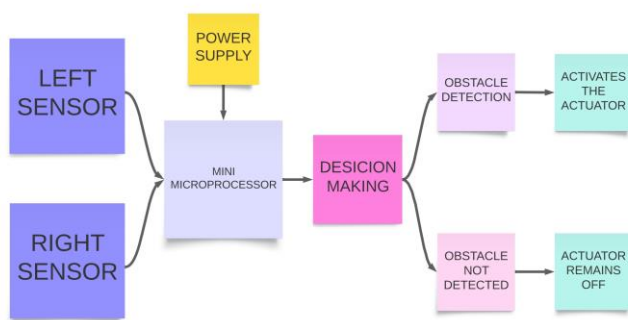 LEFT
SENSOR
POWER
SUPPLY
RIGHT
SENSOR
MINI
MICROPROCESSOR
DESICION
MAKING
OBSTACLE
DETECTION
ACTIVATES
THE
ACTUATOR
OBSTACLE
NOT
DETECTED
ACTUATOR
REMAINS
OFF